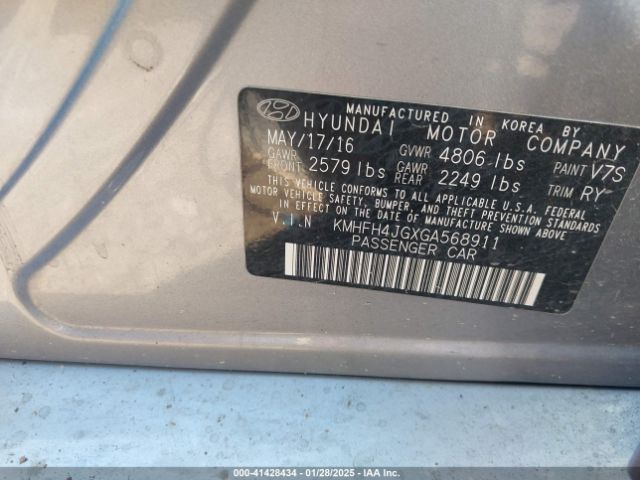 MANUFACTURED IN KOREA BY
HYUNDAI MOTOR COMPANY
MAY/17/16 GVWR 4806 lbs PAINT V7S
GAWR FRONT 2579 lbs GAWR REAR 2249 lbs TRIM RY
THIS VEHICLE CONFORMS TO ALL APPLICABLE U.S.A. FEDERAL
MOTOR VEHICLE SAFETY, BUMPER, AND THEFT PREVENTION STANDARDS
IN EFFECT ON THE DATE OF MANUFACTURE SHOWN ABOVE
V.I.N KMHFH4JGXGA568911
PASSENGER CAR
000-41428434 | 01/28/2025 | IAA Inc.